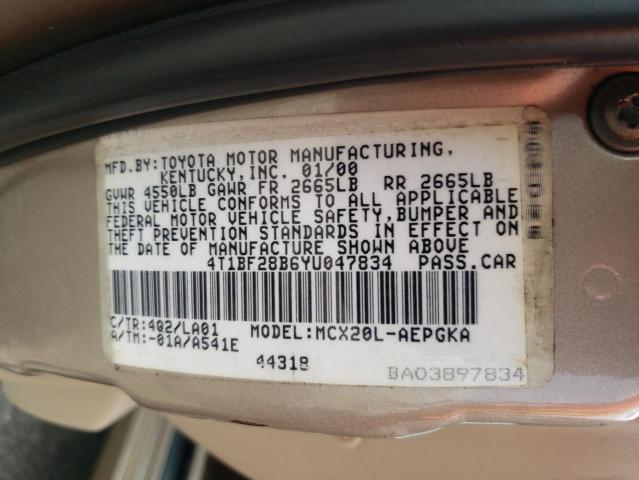 MFD.BY:TOYOTA MOTOR MANUFACTURING,
KENTUCKY,INC. 01/00
GVWR 4550LB GAWR FR 2665LB RR 2665LB
THIS VEHICLE CONFORMS TO ALL APPLICABLE
FEDERAL MOTOR VEHICLE SAFETY,BUMPER AND
THEFT PREVENTION STANDARDS IN EFFECT ON
THE DATE OF MANUFACTURE SHOWN ABOVE
4T1BF28B6YU047834 PASS.CAR
C/TR:4Q2/LA01 MODEL:MCX20L-AEPGKA
A/TM:-01A/A541E
44318
BA03897834